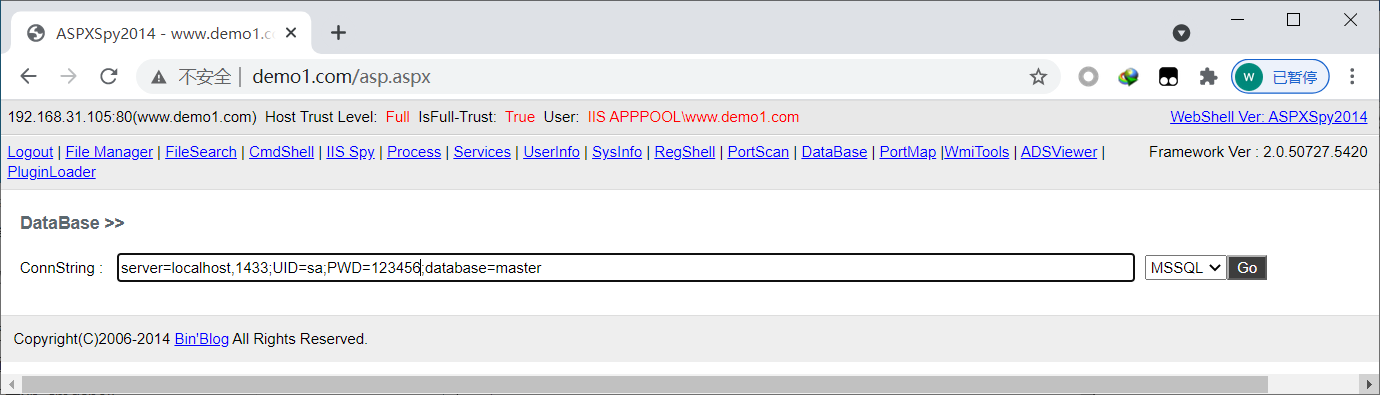 ASPXSpy2014 - www.demo1.c
不安全 | demo1.com/asp.aspx
W 已暂停
192.168.31.105:80(www.demo1.com) Host Trust Level: Full IsFull-Trust: True User: IIS APPPOOL\www.demo1.com WebShell Ver: ASPXSpy2014
Logout | File Manager | FileSearch | CmdShell | IIS Spy | Process | Services | UserInfo | SysInfo | RegShell | PortScan | DataBase | PortMap |WmiTools | ADSViewer | Framework Ver : 2.0.50727.5420
PluginLoader
DataBase >>
ConnString : server=localhost,1433;UID=sa;PWD=123456;database=master MSSQL Go
Copyright(C)2006-2014 Bin'Blog All Rights Reserved.